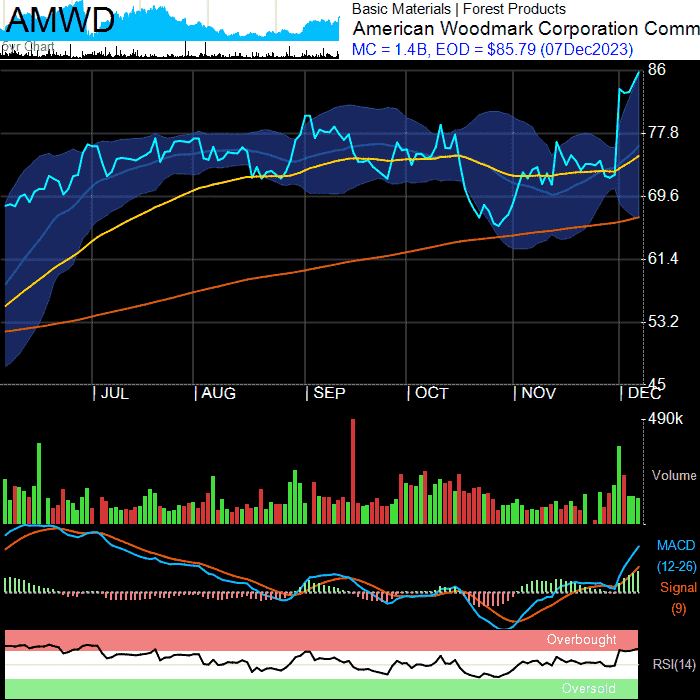 AMWD
5yr Chart
Basic Materials | Forest Products
American Woodmark Corporation Comm
MC = 1.4B, EOD = $85.79 (07Dec2023)
86
77.8
69.6
61.4
53.2
45
JUL
AUG
SEP
OCT
NOV
DEC
490k
Volume
MACD
(12-26)
Signal
(9)
Overbought
RSI(14)
Oversold